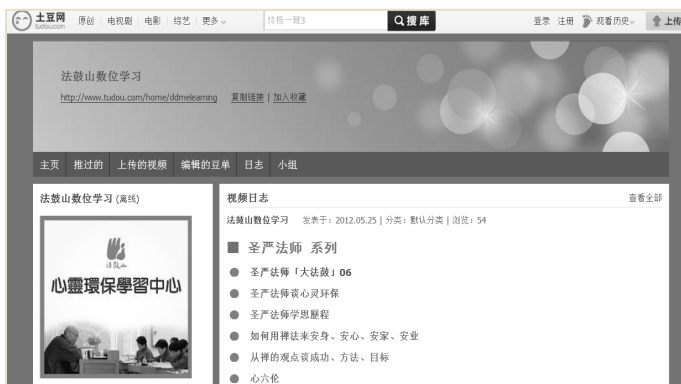 土豆网 tudou.com 原创 | 电视剧 | 电影 | 综艺 | 更多 终极一班3 搜库 登录 注册 观看历史 上传
法鼓山数位学习
http://www.tudou.com/home/ddmelearning 复制链接 | 加入收藏
主页 推过的 上传的视频 编辑的豆单 日志 小组
法鼓山数位学习 (离线)
法鼓山
心靈環保學習中心
视频日志 查看全部
法鼓山数位学习 发表于：2012.05.25 | 分类：默认分类 | 浏览：54
■ 圣严法师 系列
● 圣严法师「大法鼓」06
● 圣严法师谈心灵环保
● 圣严法师学思歷程
● 如何用禅法来安身、安心、安家、安业
● 从禅的观点谈成功、方法、目标
● 心六伦